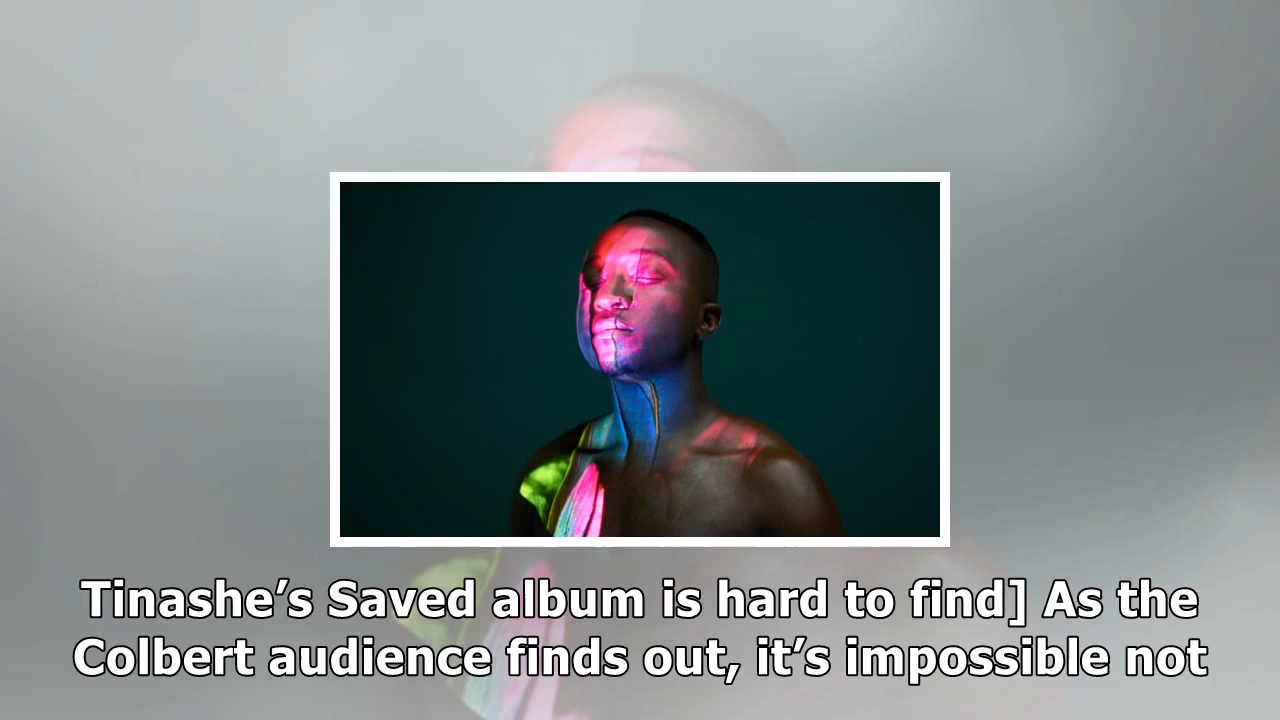 Tinashe’s Saved album is hard to find] As the
Colbert audience finds out, it’s impossible not